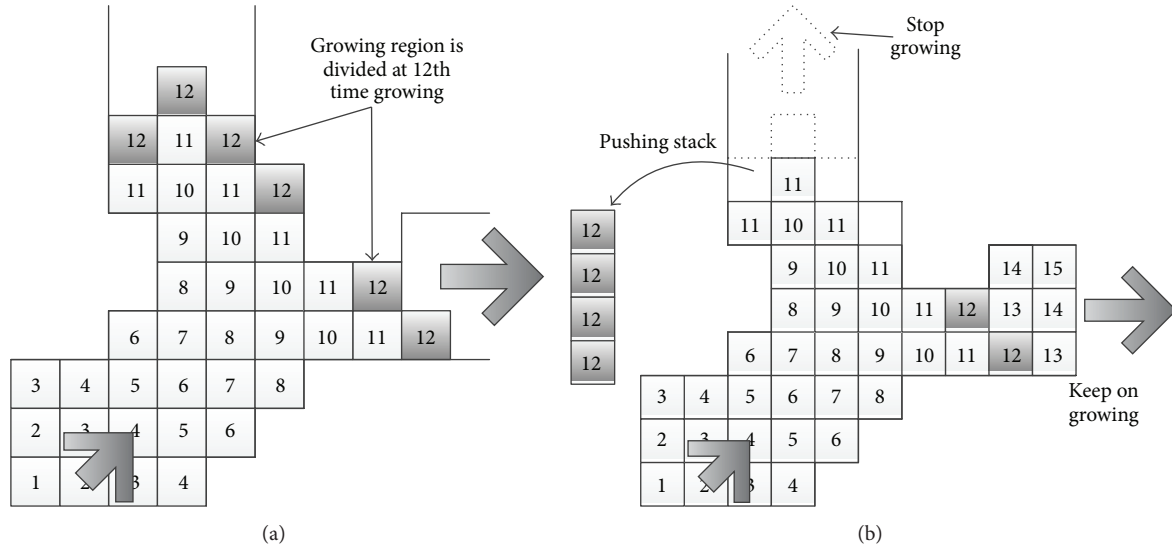 Growing region is
divided at 12th
time growing
12
12 11 12
11 10 11 12
9 10 11
8 9 10 11 12
6 7 8 9 10 11 12
3 4 5 6 7 8
2 3 4 5 6
1 2 3 4
(a)
Stop
growing
Pushing stack
12
12
12
12
11
11 10 11
9 10 11 14 15
8 9 10 11 12 13 14
6 7 8 9 10 11 12 13
3 4 5 6 7 8
2 3 4 5 6
1 2 3 4
Keep on
growing
(b)